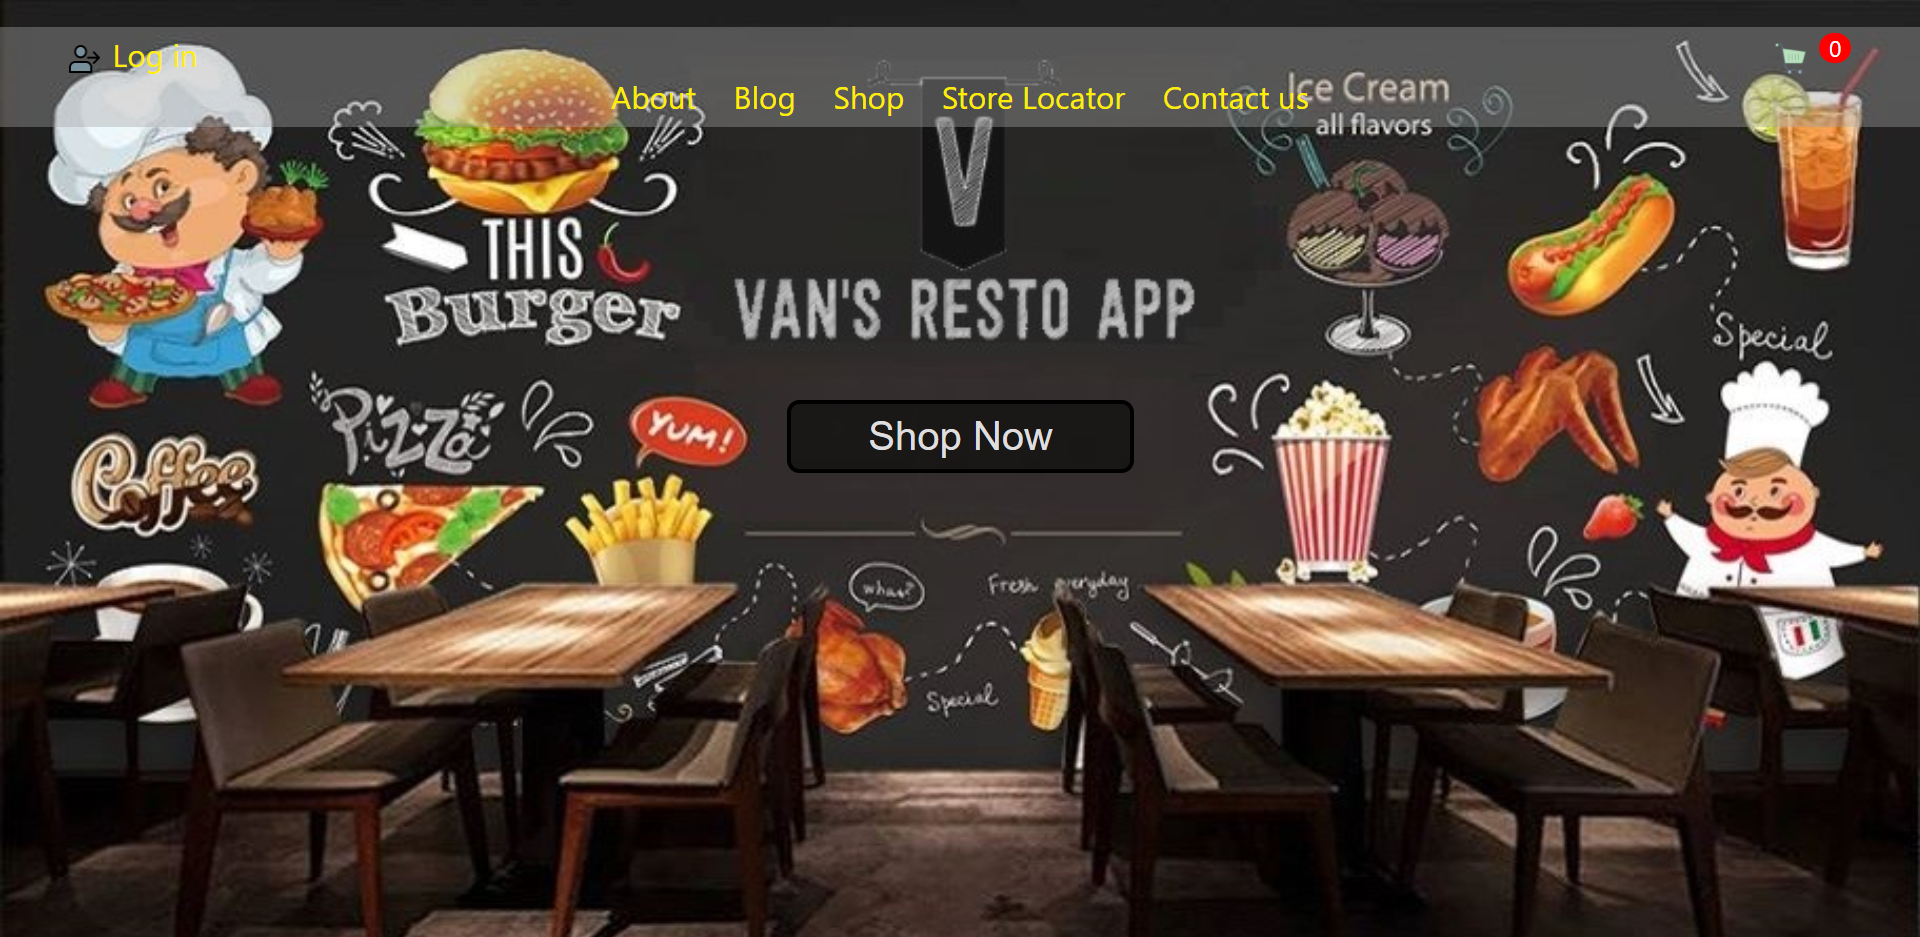 Log in
0
About Blog Shop Store Locator Contact us
Ice Cream
all flavors
V
THIS
Burger
VAN'S RESTO APP
Special
Pizza
YUM!
Shop Now
Coffee
what?
Fresh everyday
Special